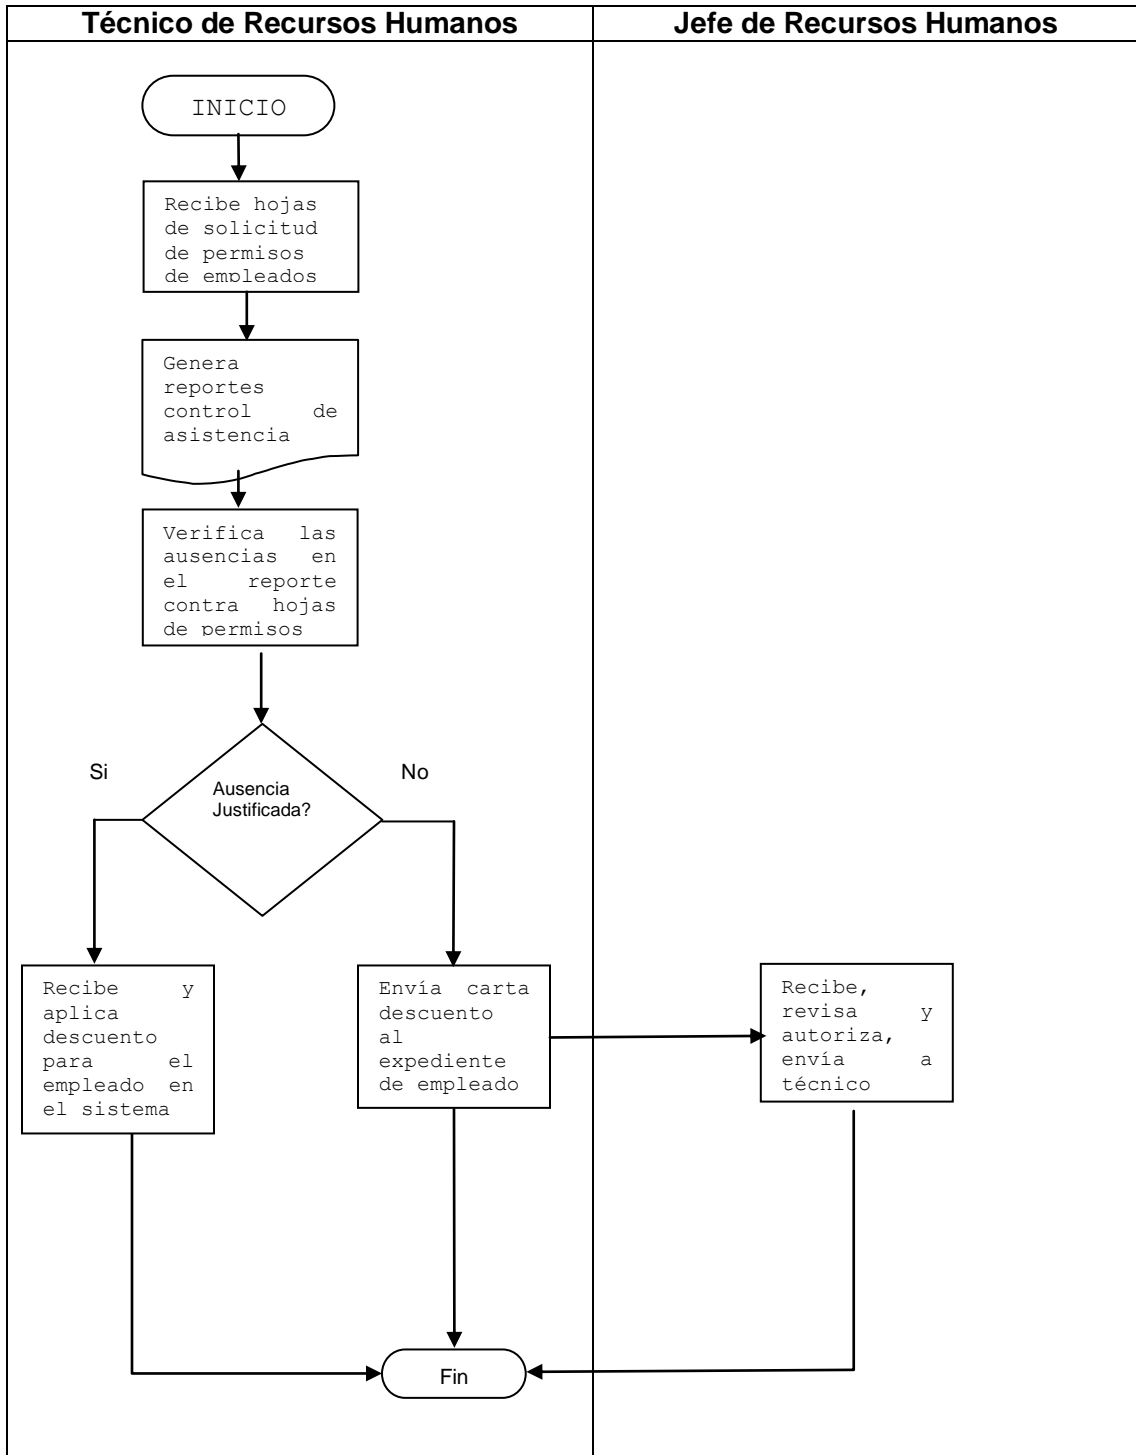 Técnico de Recursos Humanos
Jefe de Recursos Humanos
INICIO
Recibe hojas
de solicitud
de permisos
de empleados
Genera
reportes
control de
asistencia
Verifica las
ausencias en
el reporte
contra hojas
de permisos
Si
No
Ausencia
Justificada?
Recibe y
aplica
descuento
para el
empleado en
el sistema
Envía carta
descuento
al
expediente
de empleado
Recibe,
revisa y
autoriza,
envía a
técnico
Fin